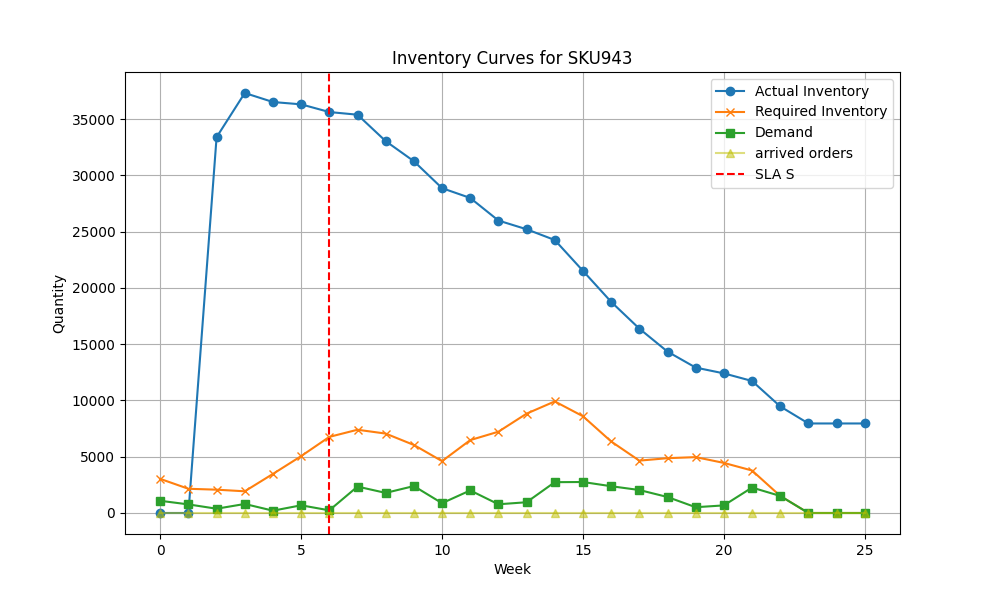 Inventory Curves for SKU943
Actual Inventory
Required Inventory
Demand
arrived orders
SLA S
Quantity
35000
30000
25000
20000
15000
10000
5000
0
0 5 10 15 20 25
Week